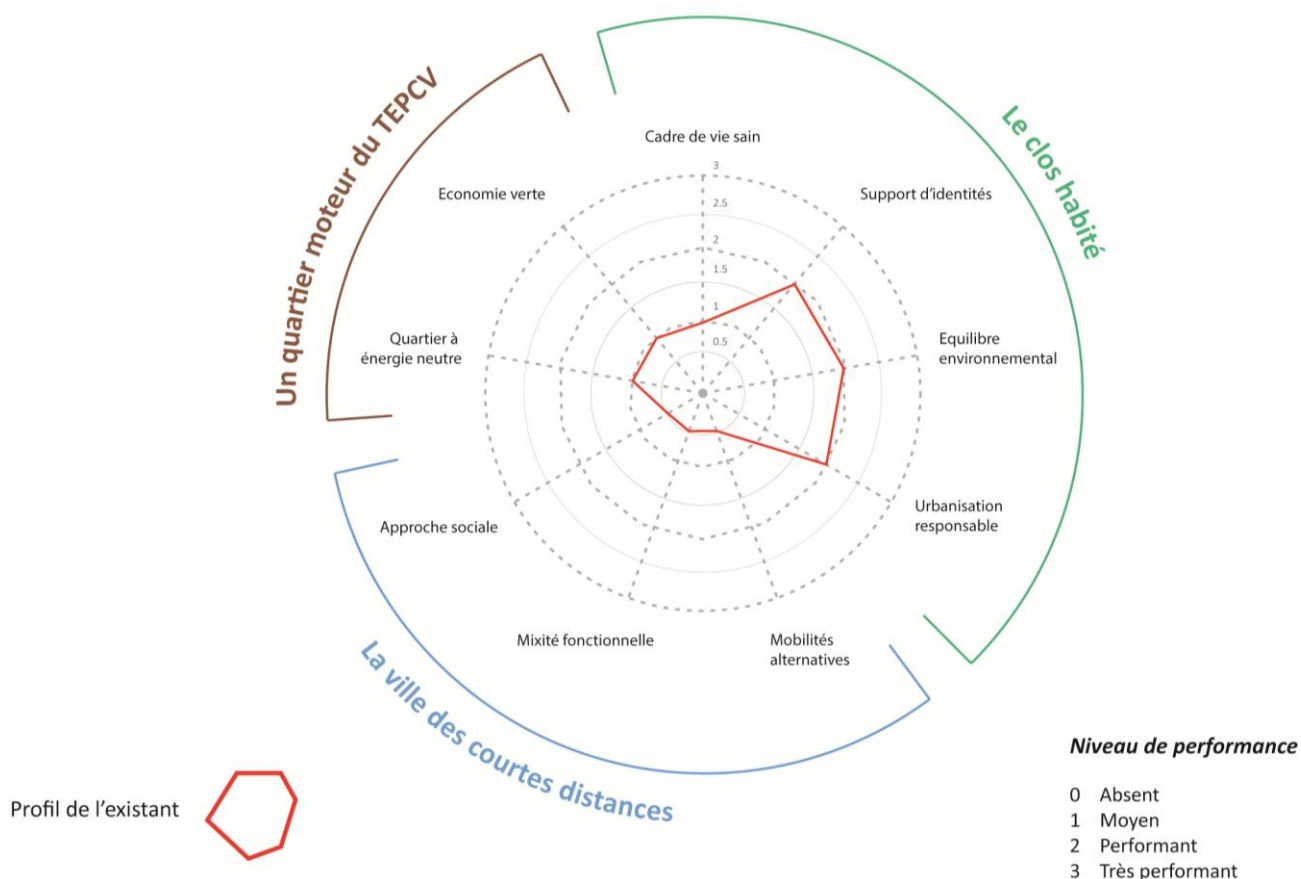 Un quartier moteur du TEPCV
Le clos habité
La ville des courtes distances
Cadre de vie sain
3
2.5
2
1.5
1
0.5
Economie verte
Support d'identités
Quartier à
énergie neutre
Equilibre
environnemental
Approche sociale
Urbanisation
responsable
Mixité fonctionnelle
Mobilités
alternatives
Profil de l'existant
Niveau de performance
0 Absent
1 Moyen
2 Performant
3 Très performant